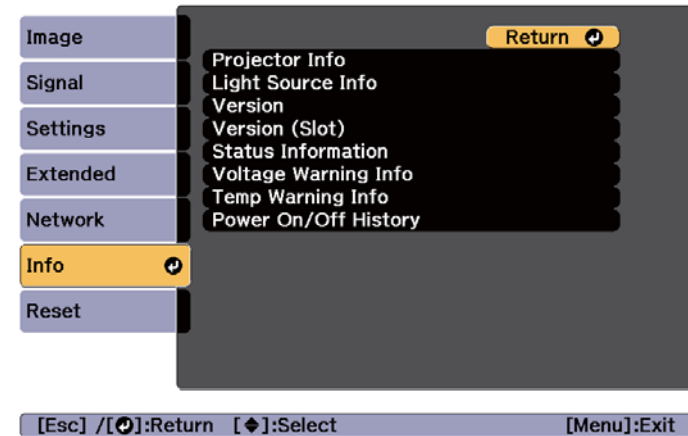 Image
Signal
Settings
Extended
Network
Info
Reset
Return
Projector Info
Light Source Info
Version
Version (Slot)
Status Information
Voltage Warning Info
Temp Warning Info
Power On/Off History
[Esc] /[⏎]:Return [◆]:Select [Menu]:Exit